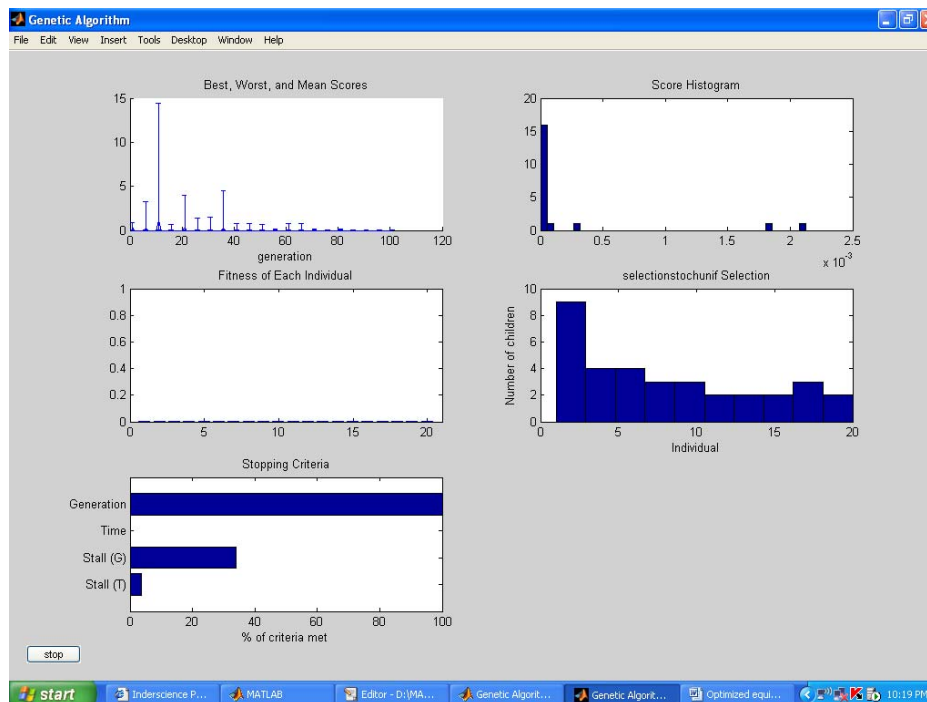 Genetic Algorithm
File Edit View Insert Tools Desktop Window Help
Best, Worst, and Mean Scores
15
10
5
0
0 20 40 60 80 100 120
generation
Score Histogram
20
15
10
5
0
0 0.5 1 1.5 2 2.5
x 10^-3
Fitness of Each Individual
1
0.8
0.6
0.4
0.2
0
0 5 10 15 20
selectionstochunif Selection
Number of children
10
8
6
4
2
0
0 5 10 15 20
Individual
Stopping Criteria
Generation
Time
Stall (G)
Stall (T)
0 20 40 60 80 100
% of criteria met
stop
start Inderscience P... MATLAB Editor - D:\MA... Genetic Algorit... Genetic Algorit... Optimized equi... 10:19 PM